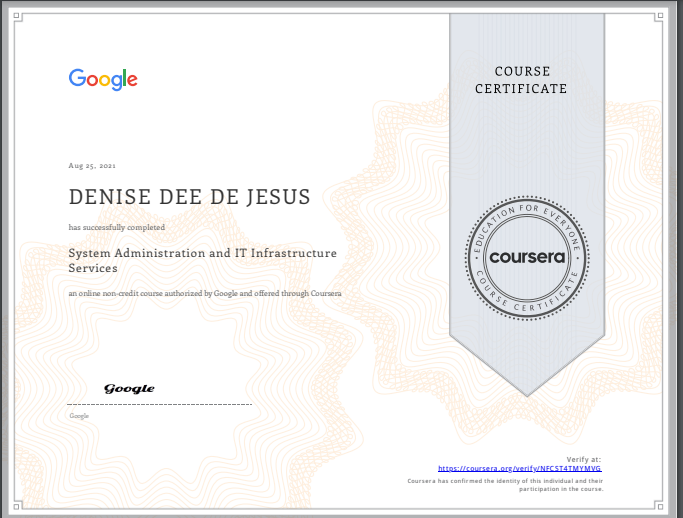 Google
COURSE
CERTIFICATE
Aug 25, 2021
DENISE DEE DE JESUS
has successfully completed
System Administration and IT Infrastructure
Services
an online non-credit course authorized by Google and offered through Coursera
EDUCATION FOR EVERYONE
coursera
COURSE CERTIFICATE
Google
Google
Verify at:
https://coursera.org/verify/NFCST4TMYMVG
Coursera has confirmed the identity of this individual and their
participation in the course.